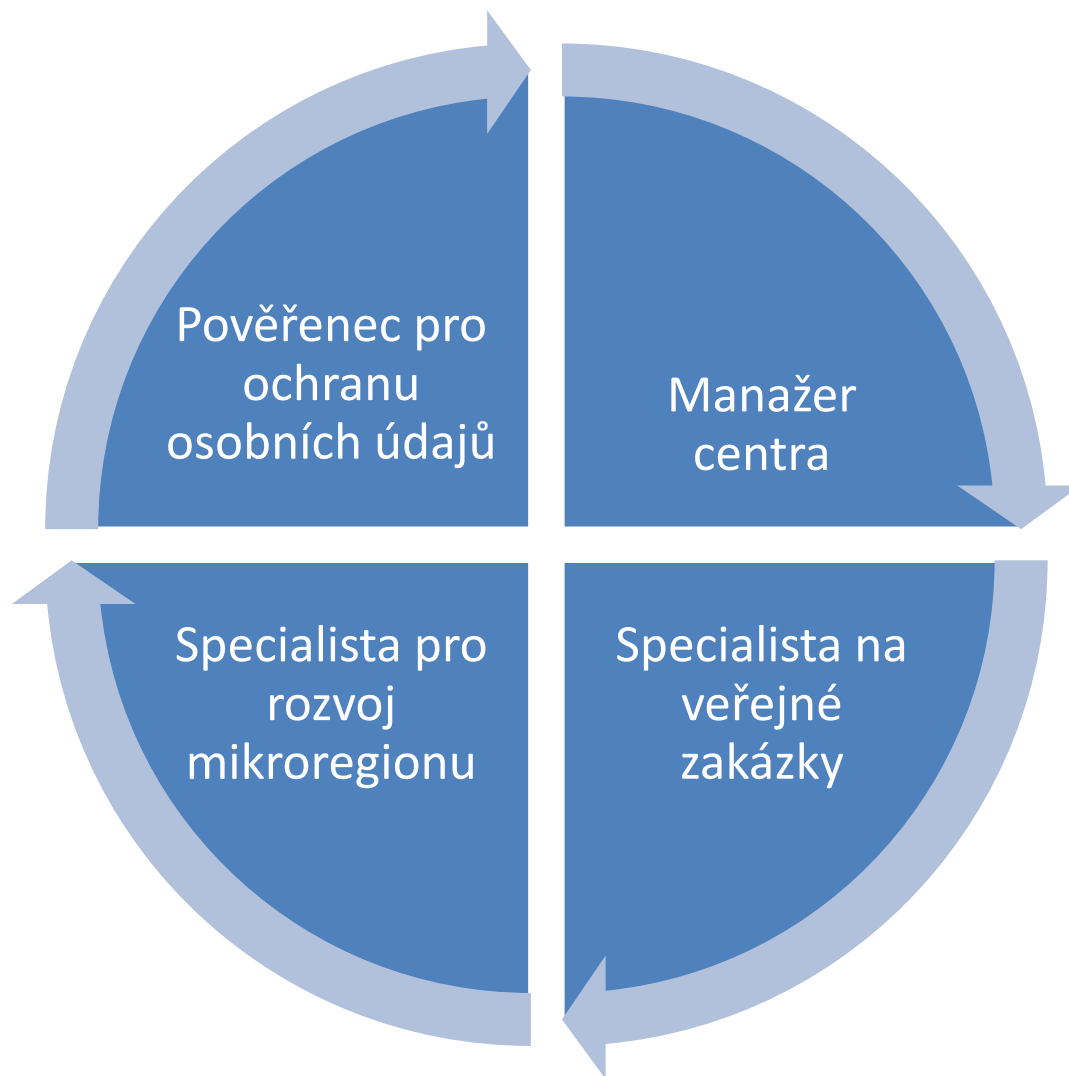 Pověřenec pro
ochranu
osobních údajů
Manažer
centra
Specialista pro
rozvoj
mikroregionu
Specialista na
veřejné
zakázky